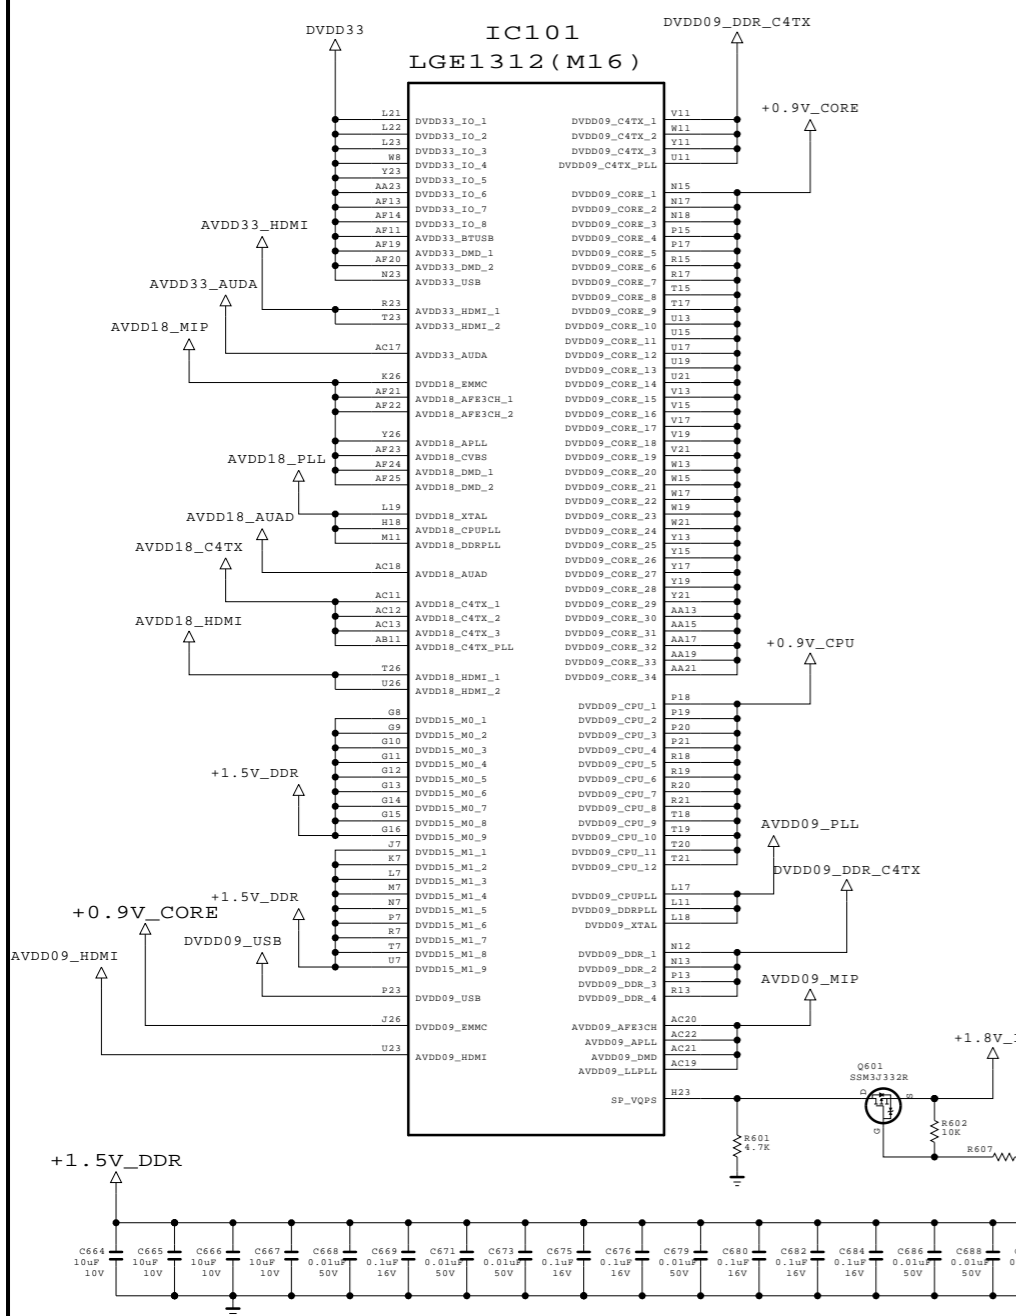 DVDD33
IC101
LGE1312(M16)
DVDD09_DDR_C4TX
+0.9V_CORE
L21 DVDD33_IO_1
L22 DVDD33_IO_2
L23 DVDD33_IO_3
W8 DVDD33_IO_4
Y23 DVDD33_IO_5
AA23 DVDD33_IO_6
AF13 DVDD33_IO_7
AF14 DVDD33_IO_8
AF11 AVDD33_BTUSB
AF19 AVDD33_DMD_1
AF20 AVDD33_DMD_2
N23 AVDD33_USB
AVDD33_HDMI
R23 AVDD33_HDMI_1
T23 AVDD33_HDMI_2
AVDD33_AUDA
AC17 AVDD33_AUDA
AVDD18_MIP
K26 DVDD18_EMMC
AF21 AVDD18_AFE3CH_1
AF22 AVDD18_AFE3CH_2
Y26 AVDD18_APLL
AF23 AVDD18_CVBS
AF24 AVDD18_DMD_1
AF25 AVDD18_DMD_2
AVDD18_PLL
L19 DVDD18_XTAL
H18 AVDD18_CPUPLL
M11 AVDD18_DDRPLL
AVDD18_AUAD
AC18 AVDD18_AUAD
AVDD18_C4TX
AC11 AVDD18_C4TX_1
AC12 AVDD18_C4TX_2
AC13 AVDD18_C4TX_3
AB11 AVDD18_C4TX_PLL
AVDD18_HDMI
T26 AVDD18_HDMI_1
U26 AVDD18_HDMI_2
G8 DVDD15_M0_1
G9 DVDD15_M0_2
G10 DVDD15_M0_3
G11 DVDD15_M0_4
G12 DVDD15_M0_5
G13 DVDD15_M0_6
G14 DVDD15_M0_7
G15 DVDD15_M0_8
G16 DVDD15_M0_9
+1.5V_DDR
J7 DVDD15_M1_1
K7 DVDD15_M1_2
L7 DVDD15_M1_3
M7 DVDD15_M1_4
N7 DVDD15_M1_5
P7 DVDD15_M1_6
R7 DVDD15_M1_7
T7 DVDD15_M1_8
U7 DVDD15_M1_9
+1.5V_DDR
+0.9V_CORE
DVDD09_USB
AVDD09_HDMI
P23 DVDD09_USB
J26 DVDD09_EMMC
U23 AVDD09_HDMI
DVDD09_C4TX_1 V11
DVDD09_C4TX_2 W11
DVDD09_C4TX_3 Y11
DVDD09_C4TX_PLL U11
DVDD09_CORE_1 N15
DVDD09_CORE_2 N17
DVDD09_CORE_3 N18
DVDD09_CORE_4 P15
DVDD09_CORE_5 P17
DVDD09_CORE_6 R15
DVDD09_CORE_7 R17
DVDD09_CORE_8 T15
DVDD09_CORE_9 T17
DVDD09_CORE_10 U13
DVDD09_CORE_11 U15
DVDD09_CORE_12 U17
DVDD09_CORE_13 U19
DVDD09_CORE_14 U21
DVDD09_CORE_15 V13
DVDD09_CORE_16 V15
DVDD09_CORE_17 V17
DVDD09_CORE_18 V19
DVDD09_CORE_19 V21
DVDD09_CORE_20 W13
DVDD09_CORE_21 W15
DVDD09_CORE_22 W17
DVDD09_CORE_23 W19
DVDD09_CORE_24 W21
DVDD09_CORE_25 Y13
DVDD09_CORE_26 Y15
DVDD09_CORE_27 Y17
DVDD09_CORE_28 Y19
DVDD09_CORE_29 Y21
DVDD09_CORE_30 AA13
DVDD09_CORE_31 AA15
DVDD09_CORE_32 AA17
DVDD09_CORE_33 AA19
DVDD09_CORE_34 AA21
+0.9V_CPU
DVDD09_CPU_1 P18
DVDD09_CPU_2 P19
DVDD09_CPU_3 P20
DVDD09_CPU_4 P21
DVDD09_CPU_5 R18
DVDD09_CPU_6 R19
DVDD09_CPU_7 R20
DVDD09_CPU_8 R21
DVDD09_CPU_9 T18
DVDD09_CPU_10 T19
DVDD09_CPU_11 T20
DVDD09_CPU_12 T21
AVDD09_PLL
DVDD09_CPUPLL L17
DVDD09_DDRPLL L11
DVDD09_XTAL L18
DVDD09_DDR_C4TX
DVDD09_DDR_1 N12
DVDD09_DDR_2 N13
DVDD09_DDR_3 P13
DVDD09_DDR_4 R13
AVDD09_MIP
AVDD09_AFE3CH AC20
AVDD09_APLL AC22
AVDD09_DMD AC21
AVDD09_LLPLL AC19
SP_VQPS H23
+1.8V_
Q601
SSM3J332R
D
S
G
R601
4.7K
R602
10K
R607
+1.5V_DDR
C664 10uF 10V
C665 10uF 10V
C666 10uF 10V
C667 10uF 10V
C668 0.01uF 50V
C669 0.1uF 16V
C671 0.01uF 50V
C673 0.01uF 50V
C675 0.1uF 16V
C676 0.1uF 16V
C679 0.01uF 50V
C680 0.1uF 16V
C682 0.1uF 16V
C684 0.1uF 16V
C686 0.01uF 50V
C688 0.01uF 50V